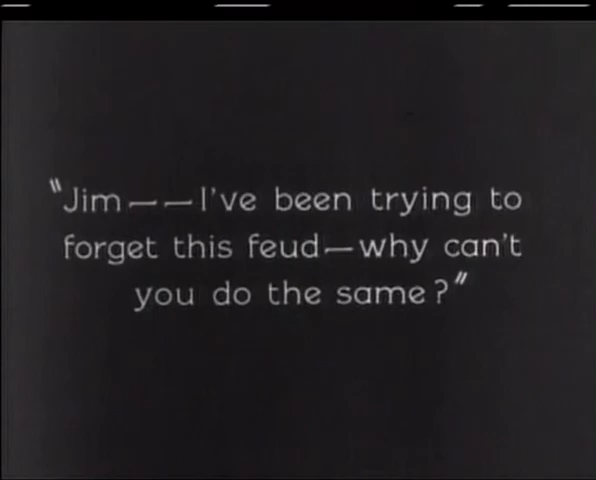 "Jim——I've been trying to
forget this feud—why can't
you do the same?"